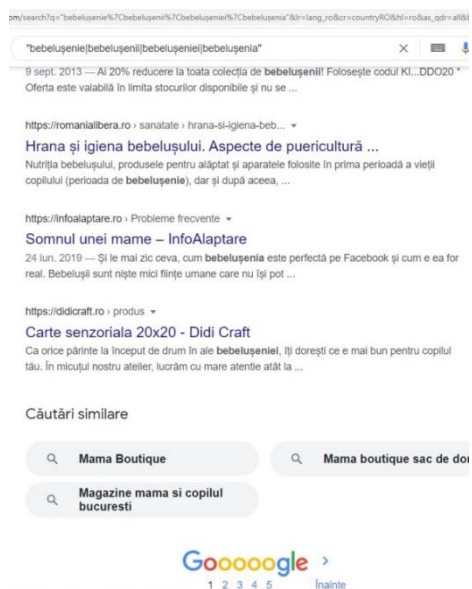 om/search?q="bebelușenie%7Cbebelușenii%7Cbebelușeniei%7Cbebelușenia"&lr=lang_ro&cr=countryRO&hl=ro&as_qdr=all&
"bebelușenie|bebelușenii|bebelușeniei|bebelușenia"
9 sept. 2013 — Ai 20% reducere la toata colecția de bebelușenii! Folosește codul KI...DDO20 *
Oferta este valabilă în limita stocurilor disponibile și nu se ...
https://romanialibera.ro › sanatate › hrana-si-igiena-beb...
Hrana și igiena bebelușului. Aspecte de puericultură ...
Nutriția bebelușului, produsele pentru alăptat și aparatele folosite în prima perioadă a vieții
copilului (perioada de bebelușenie), dar și după aceea, ...
https://infoalaptare.ro › Probleme frecvente
Somnul unei mame – InfoAlaptare
24 iun. 2019 — Și le mai zic ceva, cum bebelușenia este perfectă pe Facebook și cum e ea for
real. Bebelușii sunt niște mici ființe umane care nu își pot ...
https://didicraft.ro › produs
Carte senzoriala 20x20 - Didi Craft
Ca orice părinte la început de drum în ale bebelușeniei, îți dorești ce e mai bun pentru copilul
tău. În micuțul nostru atelier, lucrăm cu mare atentie atât la ...
Căutări similare
Mama Boutique
Mama boutique sac de dor
Magazine mama si copilul
bucuresti
Gooooogle
1 2 3 4 5 Înainte